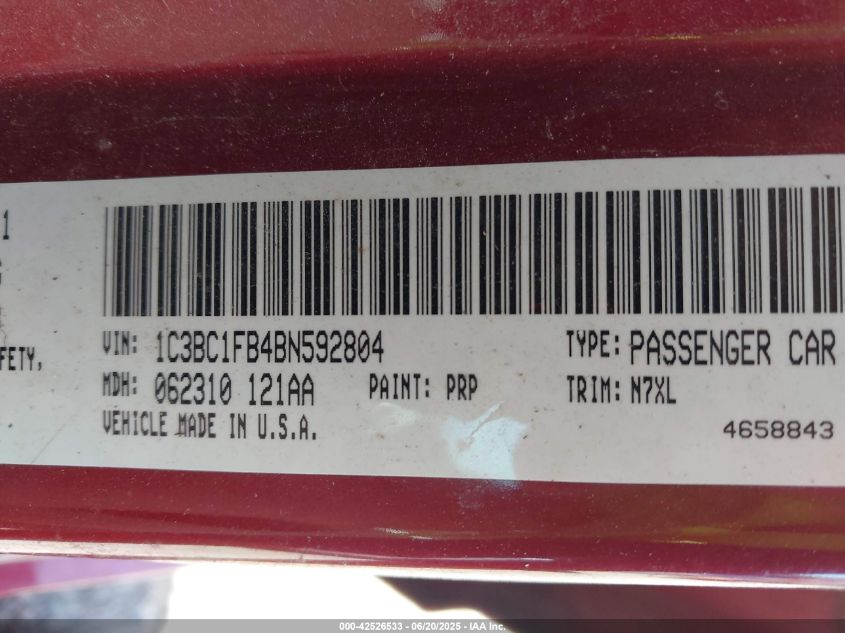 1
FETY,
VIN: 1C3BC1FB4BN592804
TYPE: PASSENGER CAR
MDH: 062310 121AA
PAINT: PRP
TRIM: N7XL
VEHICLE MADE IN U.S.A.
4658843
000-42526533 - 06/20/2025 - IAA Inc.